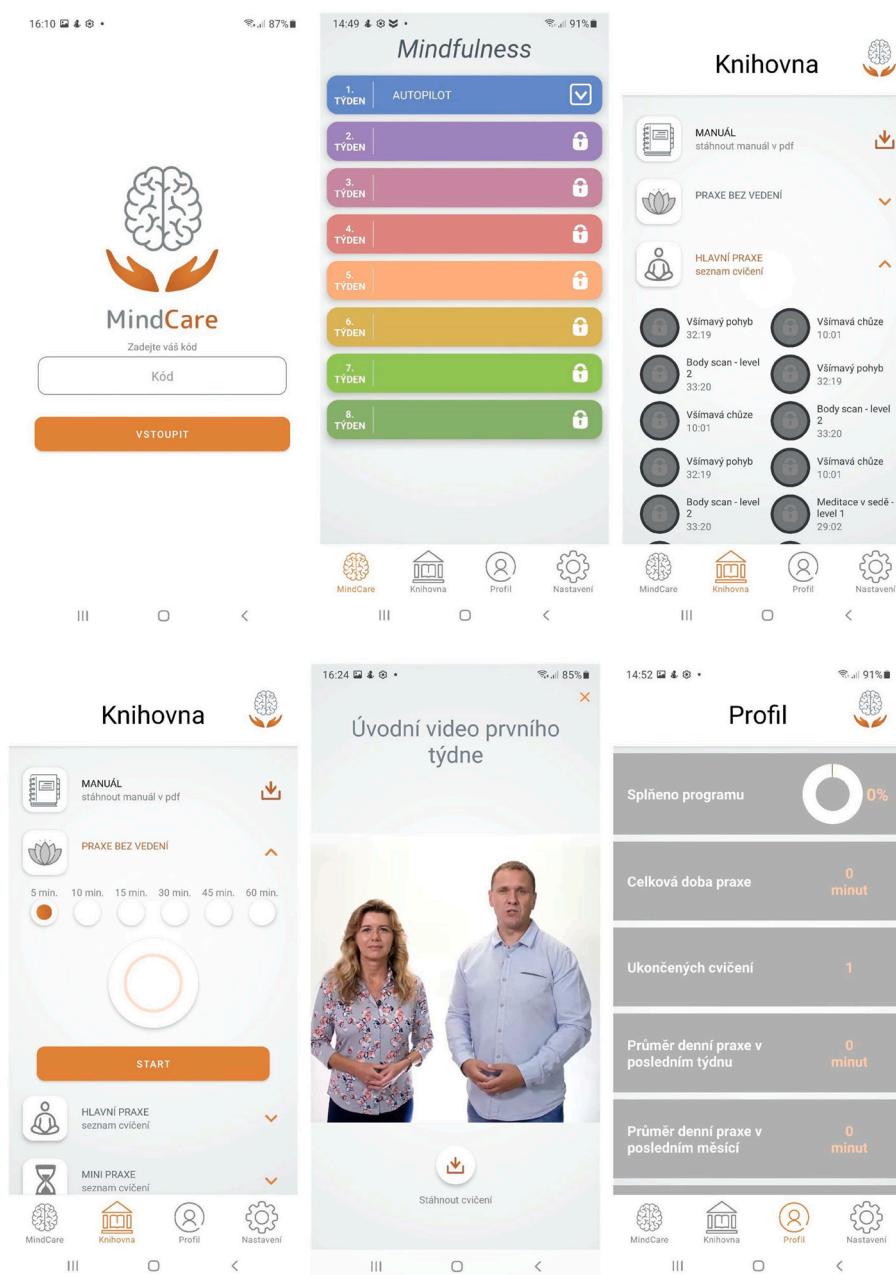 16:10
87%
MindCare
Zadejte váš kód
Kód
VSTOUPIT
14:49
91%
Mindfulness
1.
TÝDEN
AUTOPILOT
2.
TÝDEN
3.
TÝDEN
4.
TÝDEN
5.
TÝDEN
6.
TÝDEN
7.
TÝDEN
8.
TÝDEN
MindCare
Knihovna
Profil
Nastavení
Knihovna
MANUÁL
stáhnout manuál v pdf
PRAXE BEZ VEDENÍ
HLAVNÍ PRAXE
seznam cvičení
Všímavý pohyb
32:19
Všímavá chůze
10:01
Body scan - level
2
33:20
Všímavý pohyb
32:19
Všímavá chůze
10:01
Body scan - level
2
33:20
Všímavý pohyb
32:19
Všímavá chůze
10:01
Body scan - level
2
33:20
Meditace v sedě -
level 1
29:02
MindCare
Knihovna
Profil
Nastavení
Knihovna
MANUÁL
stáhnout manuál v pdf
PRAXE BEZ VEDENÍ
5 min.
10 min.
15 min.
30 min.
45 min.
60 min.
START
HLAVNÍ PRAXE
seznam cvičení
MINI PRAXE
seznam cvičení
MindCare
Knihovna
Profil
Nastavení
16:24
85%
Úvodní video prvního
týdne
Stáhnout cvičení
14:52
91%
Profil
Splňeno programu
0%
Celková doba praxe
0
minut
Ukončených cvičení
1
Průměr denní praxe v
posledním týdnu
0
minut
Průměr denní praxe v
posledním měsíci
0
minut
MindCare
Knihovna
Profil
Nastavení